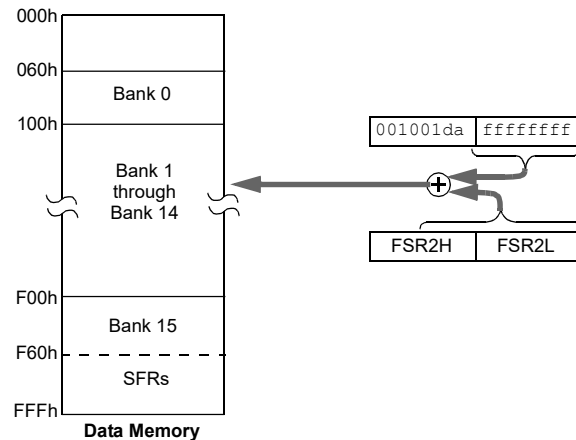 000h
060h
Bank 0
100h
001001da ffffffff
Bank 1
through
Bank 14
FSR2H FSR2L
F00h
Bank 15
F60h
SFRs
FFFh
Data Memory